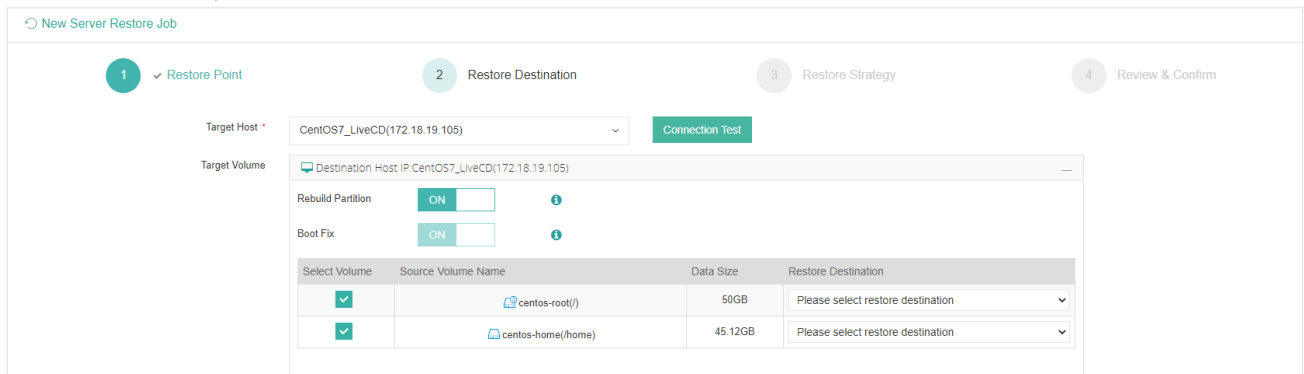 New Server Restore Job
1 Restore Point 2 Restore Destination 3 Restore Strategy 4 Review & Confirm
Target Host * CentOS7_LiveCD(172.18.19.105) Connection Test
Target Volume Destination Host IP:CentOS7_LiveCD(172.18.19.105)
Rebuild Partition ON
Boot Fix ON
Select Volume Source Volume Name Data Size Restore Destination
centos-root(/) 50GB Please select restore destination
centos-home(/home) 45.12GB Please select restore destination